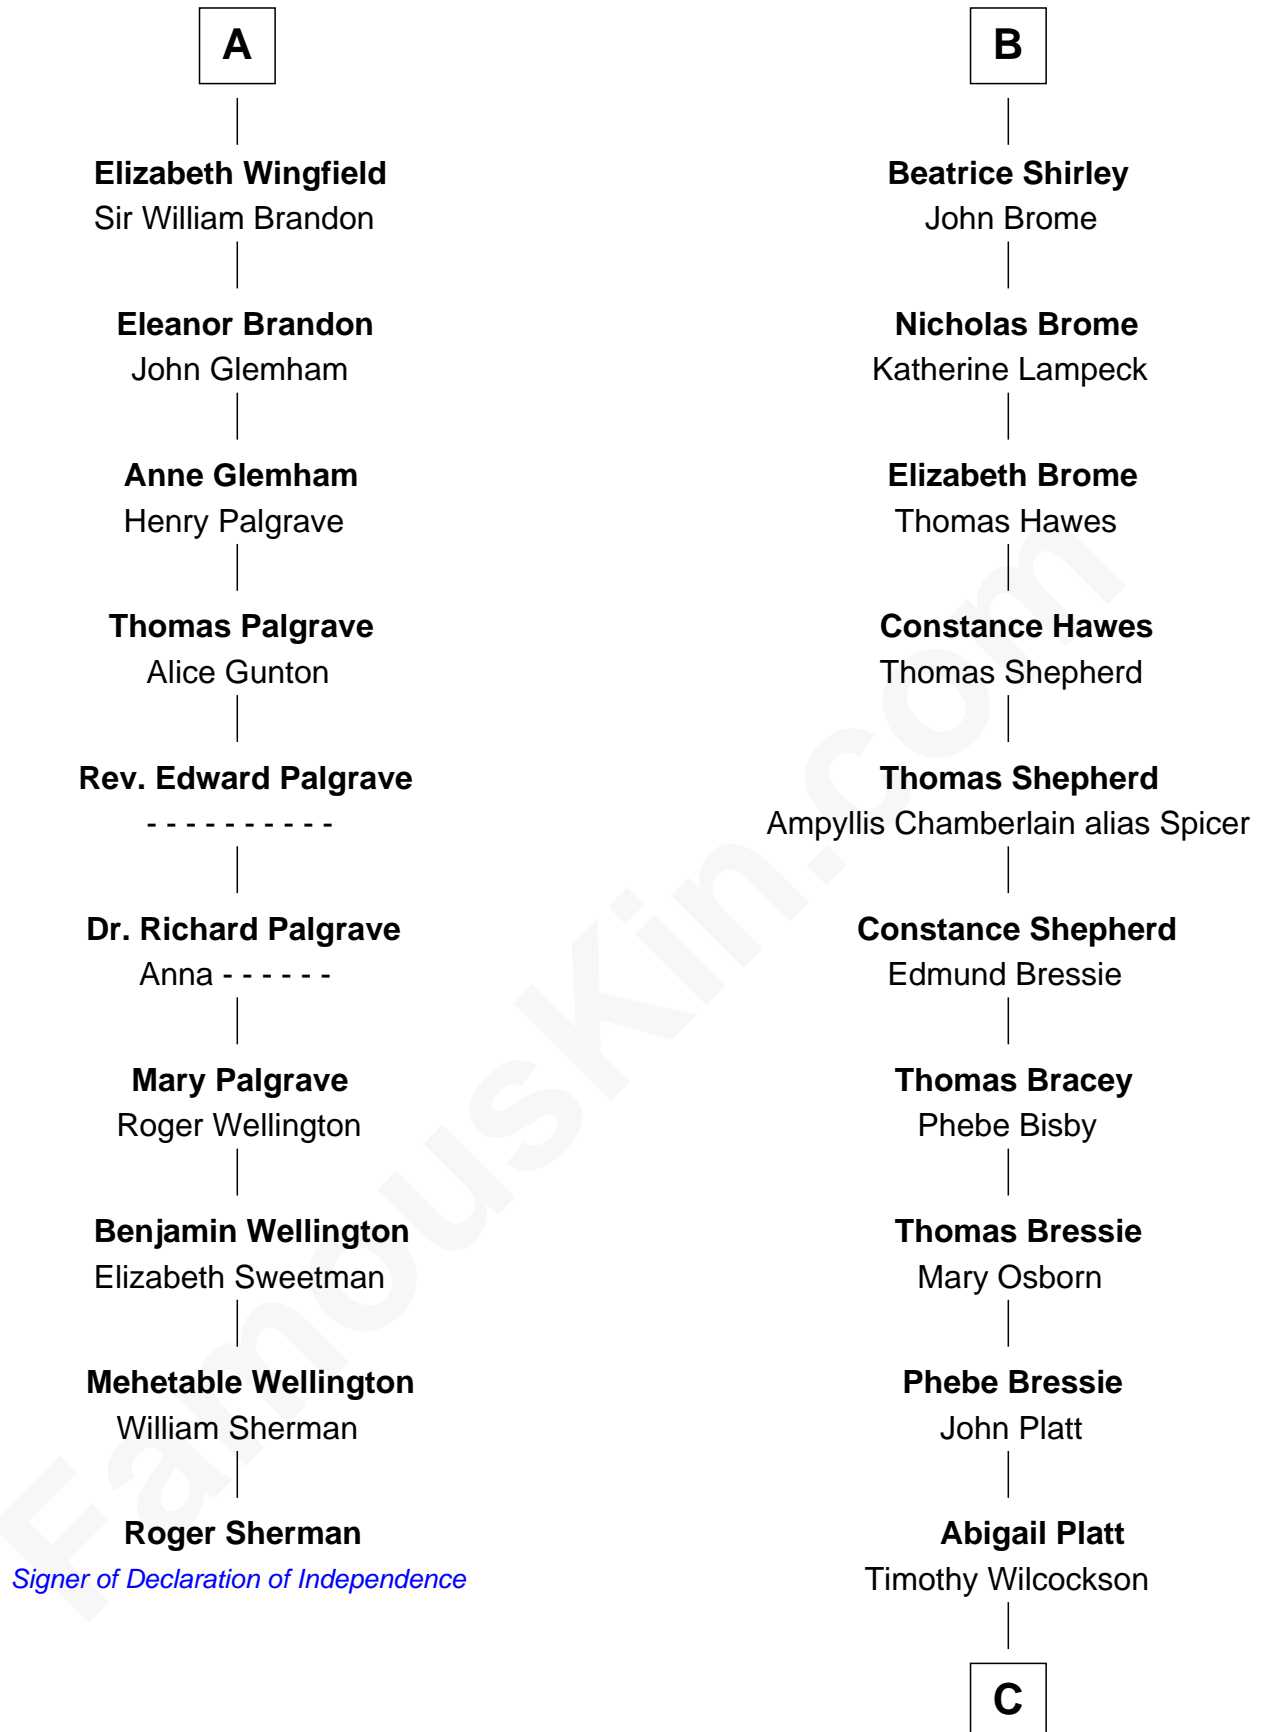 A
Elizabeth Wingfield
Sir William Brandon
Eleanor Brandon
John Glemham
Anne Glemham
Henry Palgrave
Thomas Palgrave
Alice Gunton
Rev. Edward Palgrave
- - - - - - - - - -
Dr. Richard Palgrave
Anna - - - - - -
Mary Palgrave
Roger Wellington
Benjamin Wellington
Elizabeth Sweetman
Mehetable Wellington
William Sherman
Roger Sherman
Signer of Declaration of Independence
B
Beatrice Shirley
John Brome
Nicholas Brome
Katherine Lampeck
Elizabeth Brome
Thomas Hawes
Constance Hawes
Thomas Shepherd
Thomas Shepherd
Ampyllis Chamberlain alias Spicer
Constance Shepherd
Edmund Bressie
Thomas Bracey
Phebe Bisby
Thomas Bressie
Mary Osborn
Phebe Bressie
John Platt
Abigail Platt
Timothy Wilcockson
C
FamousKin.com